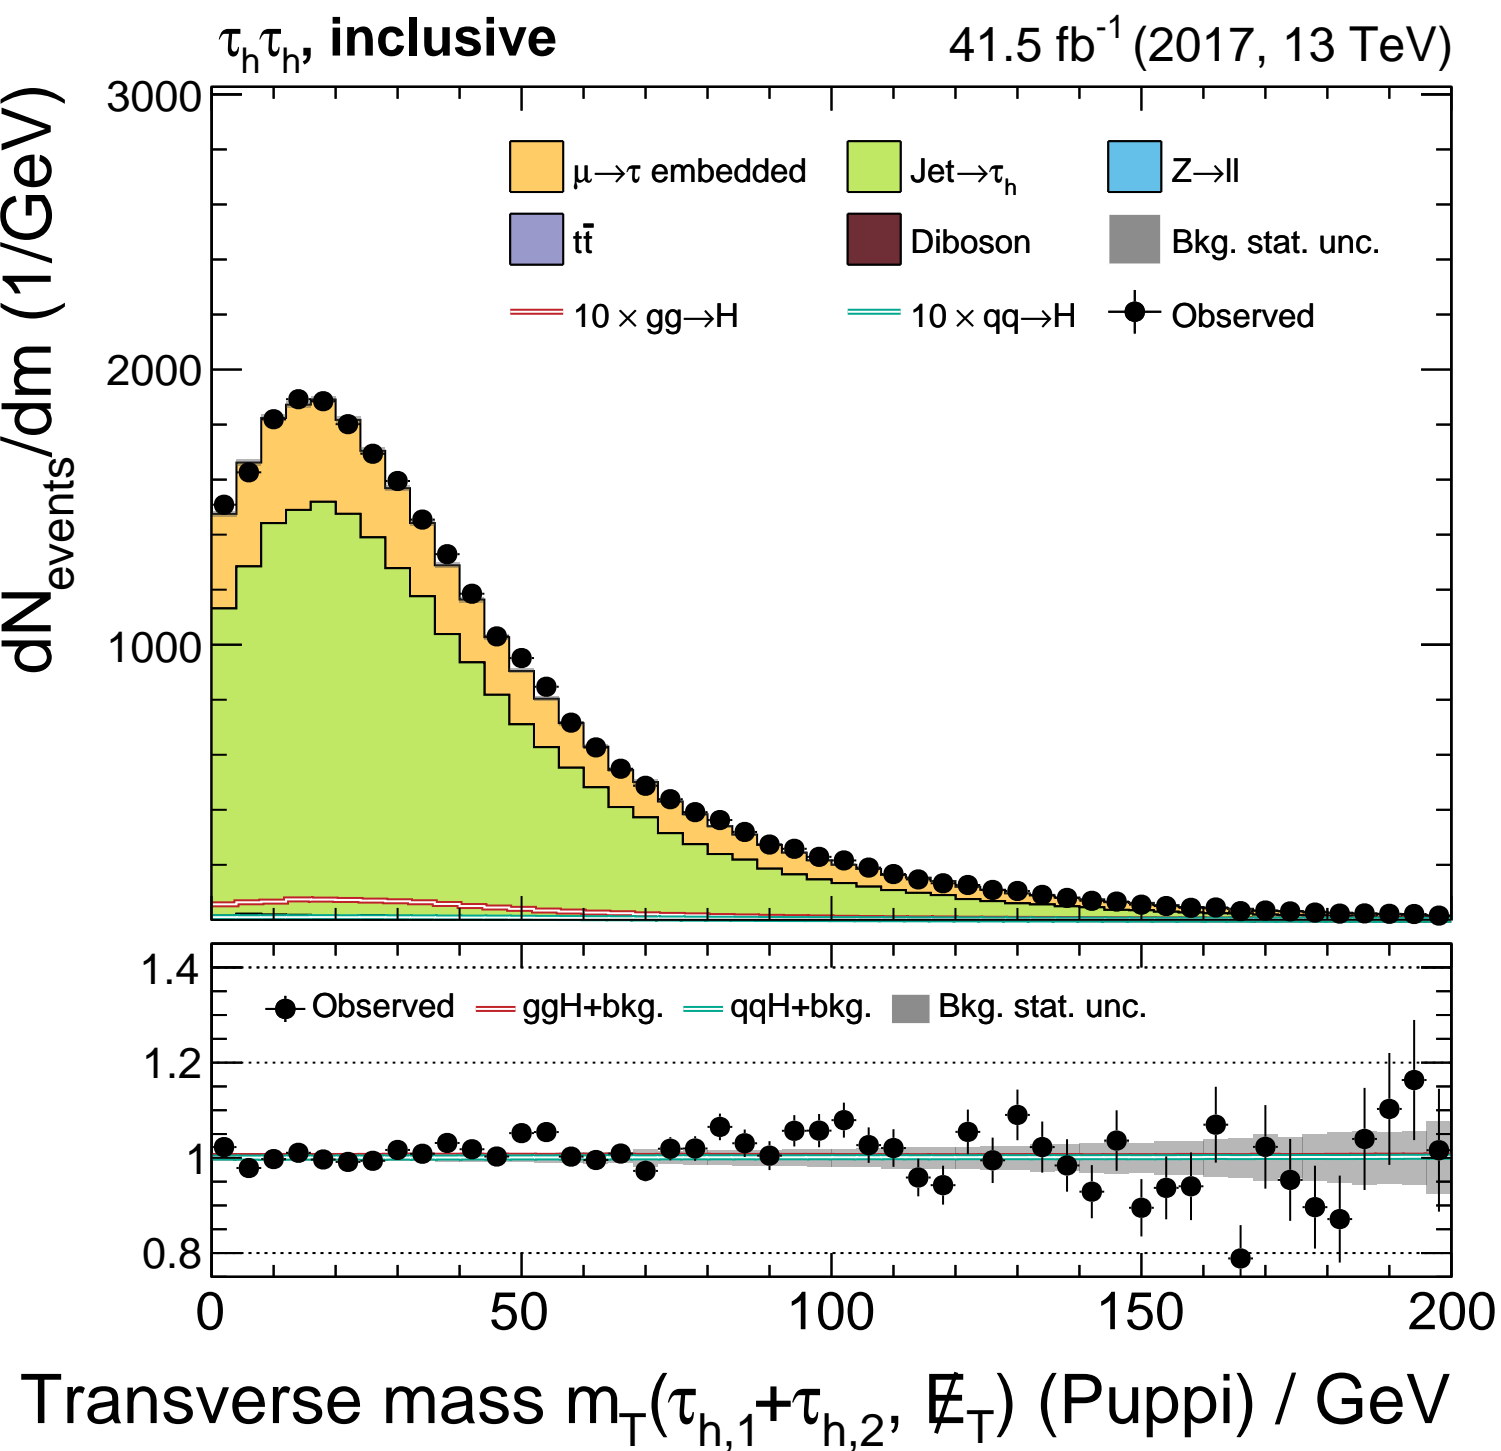 τhτh, inclusive 41.5 fb-1 (2017, 13 TeV)
dNevents/dm (1/GeV)
3000
2000
1000
μ→τ embedded Jet→τh Z→ll
tt̄ Diboson Bkg. stat. unc.
10 × gg→H 10 × qq→H Observed
1.4
1.2
1
0.8
Observed ggH+bkg. qqH+bkg. Bkg. stat. unc.
0 50 100 150 200
Transverse mass mT(τh,1+τh,2, E̸T) (Puppi) / GeV